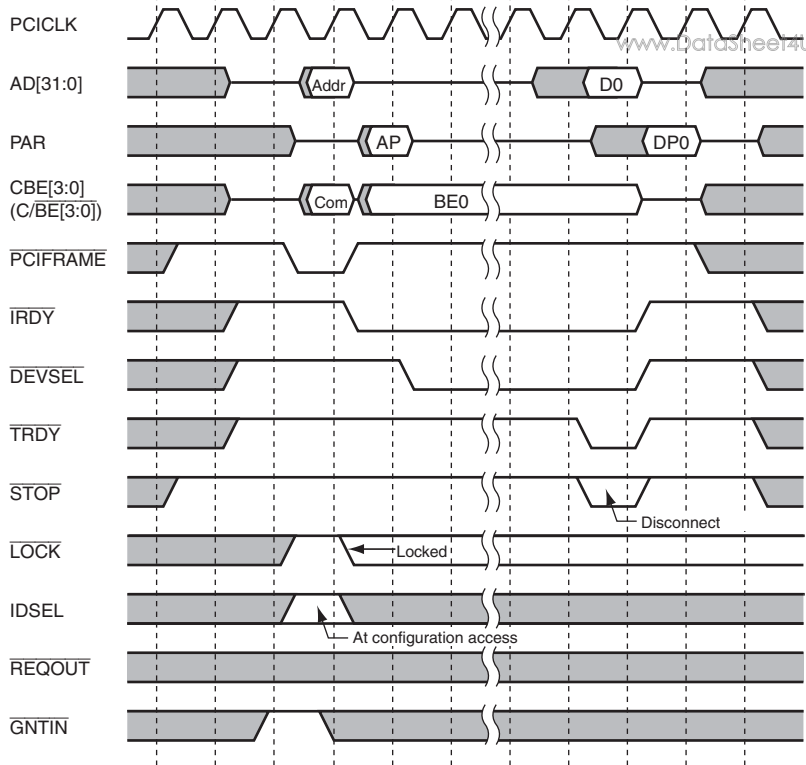 PCICLK
www.DataSheet4U
AD[31:0]
Addr
D0
PAR
AP
DP0
CBE[3:0]
(C/BE[3:0])
Com
BE0
PCIFRAME
IRDY
DEVSEL
TRDY
STOP
Disconnect
LOCK
Locked
IDSEL
At configuration access
REQOUT
GNTIN